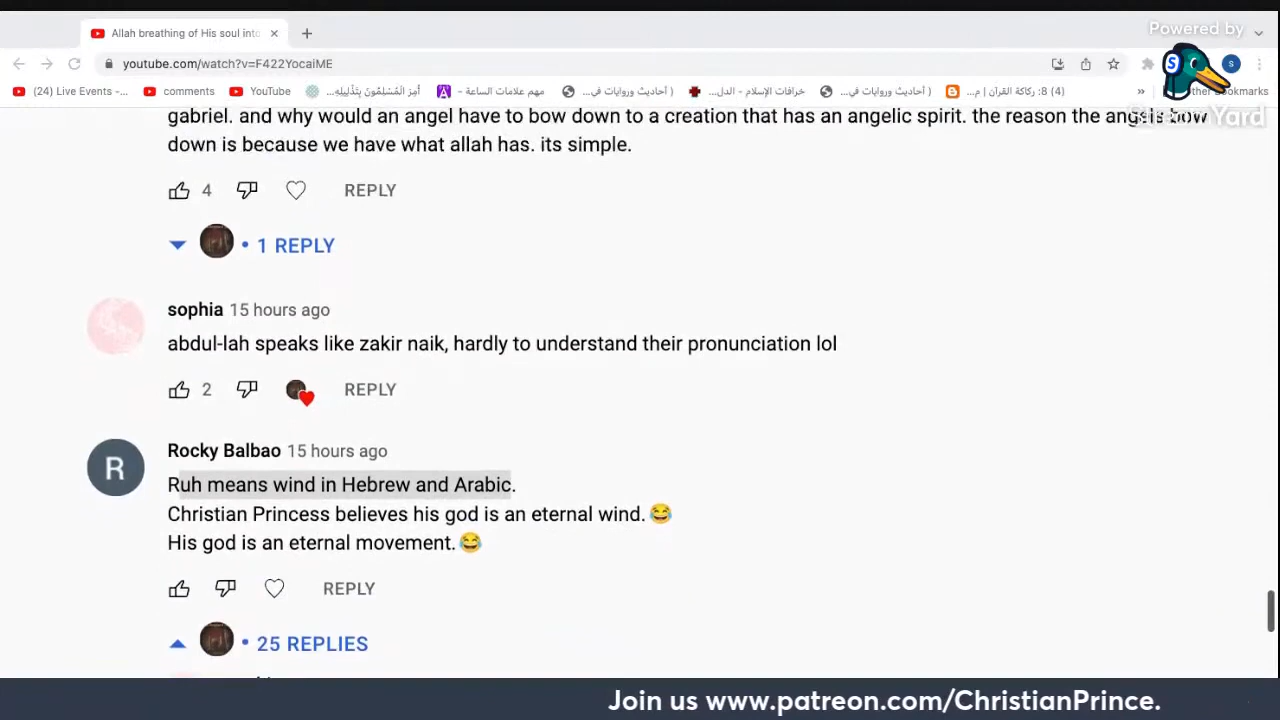 Allah breathing of His soul into
Powered by
youtube.com/watch?v=F422YocaiME
S
S
(24) Live Events -...
comments
YouTube
أَمِرَ الْمُسْلِمُونَ
مهم علامات الساعة -
أحاديث وروايات في...
خرافات الإسلام - الدل...
أحاديث وروايات في...
4) 8: ركاكة القرآن |...
»
Other Bookmarks
StreamYard
gabriel. and why would an angel have to bow down to a creation that has an angelic spirit. the reason the angels bow
down is because we have what allah has. its simple.
4
REPLY
• 1 REPLY
sophia 15 hours ago
abdul-lah speaks like zakir naik, hardly to understand their pronunciation lol
2
REPLY
R
Rocky Balbao 15 hours ago
Ruh means wind in Hebrew and Arabic.
Christian Princess believes his god is an eternal wind. 😂
His god is an eternal movement. 😂
REPLY
• 25 REPLIES
Join us www.patreon.com/ChristianPrince.